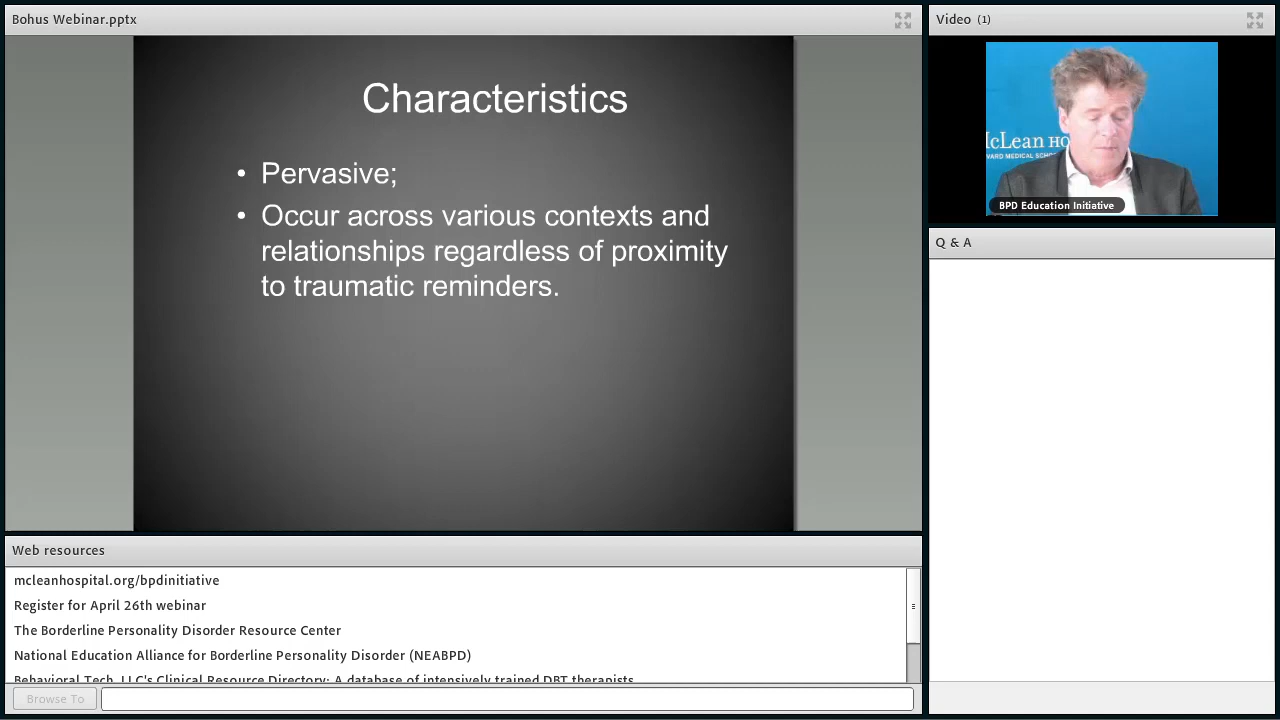 Bohus Webinar.pptx
Characteristics
• Pervasive;
• Occur across various contexts and
relationships regardless of proximity
to traumatic reminders.
Video (1)
BPD Education Initiative
Q & A
Web resources
mcleanhospital.org/bpdinitiative
Register for April 26th webinar
The Borderline Personality Disorder Resource Center
National Education Alliance for Borderline Personality Disorder (NEABPD)
Behavioral Tech, LLC's Clinical Resource Directory: A database of intensively trained DBT therapists
Browse To